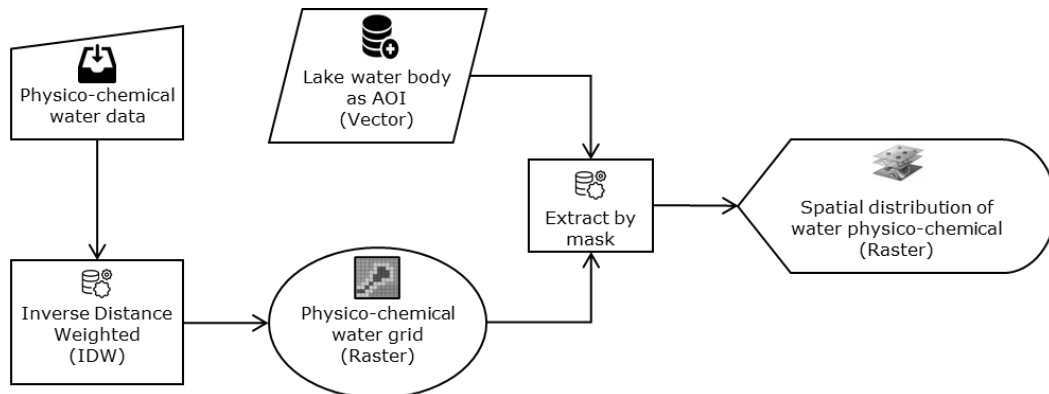 Physico-chemical
water data
Lake water body
as AOI
(Vector)
Extract by
mask
Spatial distribution of
water physico-chemical
(Raster)
Inverse Distance
Weighted
(IDW)
Physico-chemical
water grid
(Raster)